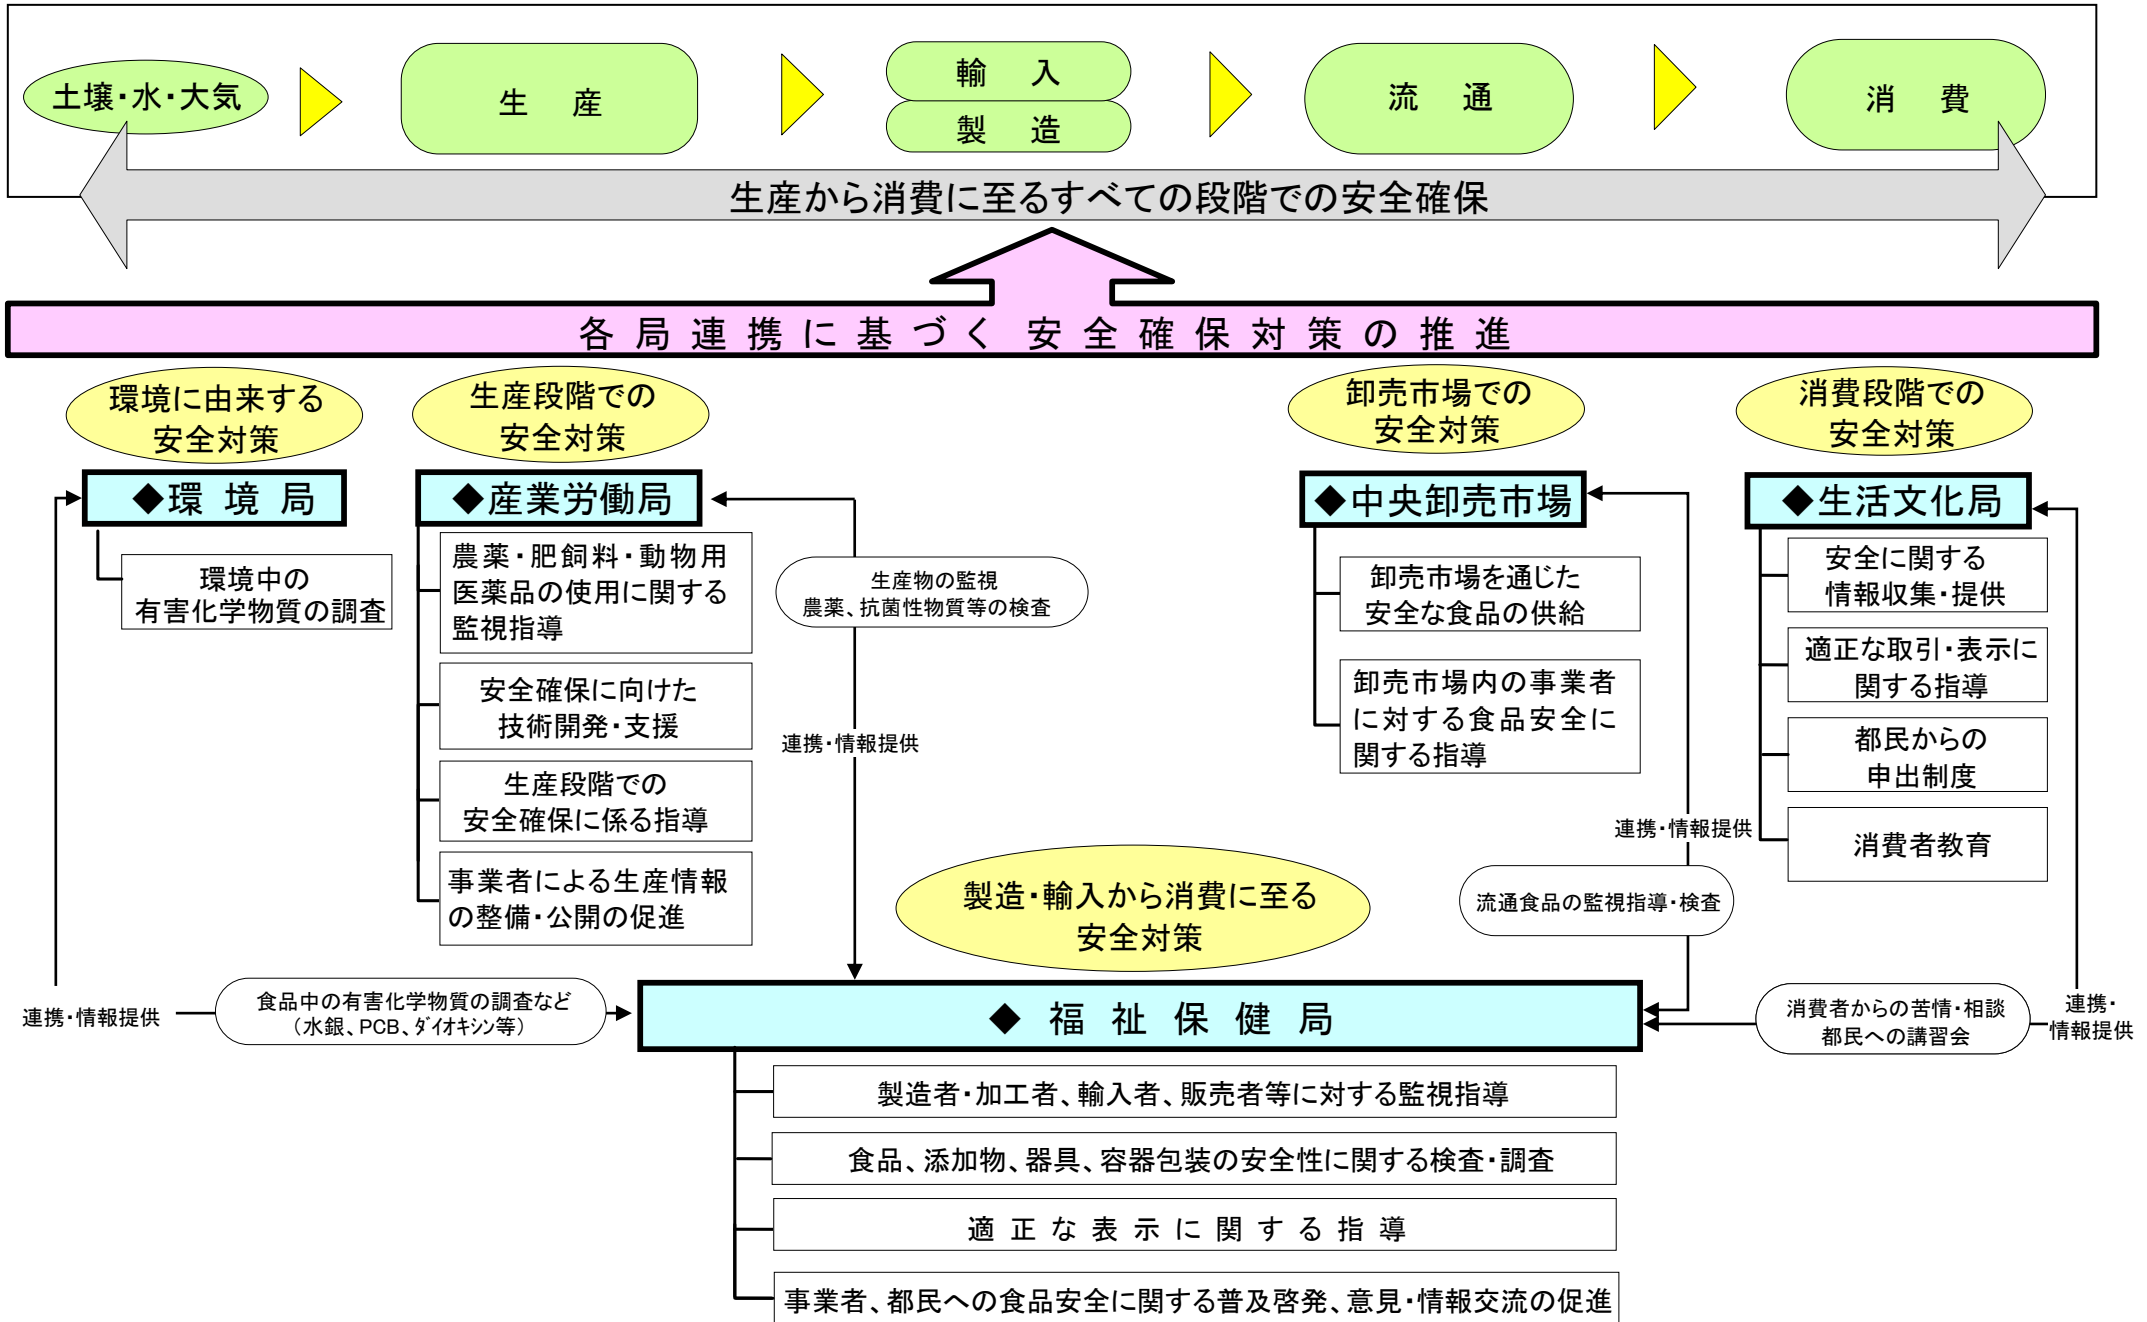 土壌・水・大気
生　産
輸　入
製　造
流　通
消　費
生産から消費に至るすべての段階での安全確保
各局連携に基づく 安全確保対策の推進
環境に由来する
安全対策
生産段階での
安全対策
卸売市場での
安全対策
消費段階での
安全対策
◆環 境 局
環境中の
有害化学物質の調査
◆産業労働局
農薬・肥飼料・動物用
医薬品の使用に関する
監視指導
安全確保に向けた
技術開発・支援
生産段階での
安全確保に係る指導
事業者による生産情報
の整備・公開の促進
生産物の監視
農薬、抗菌性物質等の検査
連携・情報提供
◆中央卸売市場
卸売市場を通じた
安全な食品の供給
卸売市場内の事業者
に対する食品安全に
関する指導
連携・情報提供
流通食品の監視指導・検査
◆生活文化局
安全に関する
情報収集・提供
適正な取引・表示に
関する指導
都民からの
申出制度
消費者教育
製造・輸入から消費に至る
安全対策
連携・情報提供
食品中の有害化学物質の調査など
（水銀、PCB、ﾀﾞｲｵｷｼﾝ等）
◆ 福 祉 保 健 局
消費者からの苦情・相談
都民への講習会
連携・
情報提供
製造者・加工者、輸入者、販売者等に対する監視指導
食品、添加物、器具、容器包装の安全性に関する検査・調査
適 正 な 表 示 に 関 す る 指 導
事業者、都民への食品安全に関する普及啓発、意見・情報交流の促進